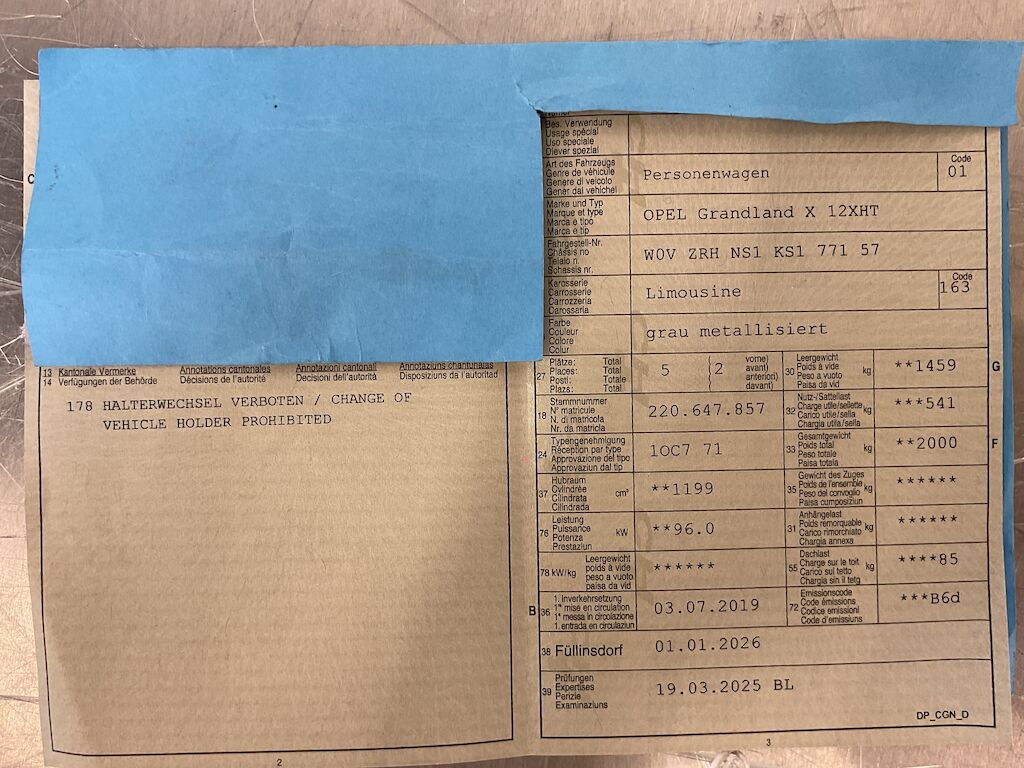 C
13 Kantonale Vermerke Annotations cantonales Annotazioni cantonali Annotaziuns chantunalas
14 Verfügungen der Behörde Décisions de l'autorité Decisioni dell'autorità Disposiziuns da l'autoritad
178 HALTERWECHSEL VERBOTEN / CHANGE OF
VEHICLE HOLDER PROHIBITED
2
Bes. Verwendung
Usage spécial
Uso speciale
Diever spezial
Art des Fahrzeugs
Genre de véhicule
Genere di veicolo
Gener dal vehichel
Personenwagen
Code
01
Marke und Typ
Marque et type
Marca e tipo
Marca e tip
OPEL Grandland X 12XHT
Fahrgestell-Nr.
Châssis no
Telaio n.
Schassis nr.
W0V ZRH NS1 KS1 771 57
Karosserie
Carrosserie
Carrozzeria
Carossaria
Limousine
Code
163
Farbe
Couleur
Colore
Colur
grau metallisiert
27
Plätze: Total
Places: Total
Posti: Totale
Plazs: Total
5
( 2
vorne)
avant)
anteriori)
davant)
30
Leergewicht
Poids à vide
Peso a vuoto
Paisa da vid
kg
**1459
G
18
Stammnummer
N° matricule
N. di matricola
Nr. da matricla
220.647.857
32
Nutz-/Sattellast
Charge utile/sellette
Carico utile/sella
Chargia utila/sella
kg
***541
24
Typengenehmigung
Réception par type
Approvazione del tipo
Approvaziun dal tip
1OC7 71
33
Gesamtgewicht
Poids total
Peso totale
Paisa totala
kg
**2000
F
37
Hubraum
Cylindrée
Cilindrata
Cilindrada
cm³
**1199
35
Gewicht des Zuges
Poids de l'ensemble
Peso del convoglio
Paisa cumposiziun
kg
******
76
Leistung
Puissance
Potenza
Prestaziun
kW
**96.0
31
Anhängelast
Poids remorquable
Carico rimorchiato
Chargia annexa
kg
******
78 kW/kg
Leergewicht
poids à vide
peso a vuoto
paisa da vid
******
55
Dachlast
Charge sur le toit
Carico sul tetto
Chargia sin il tetg
kg
****85
B
36
1. Inverkehrsetzung
1re mise en circulation
1a messa in circolazione
1. entrada en circulaziun
03.07.2019
72
Emissionscode
Code émissions
Codice emissioni
Code d'emissiuns
***B6d
38 Füllinsdorf 01.01.2026
39
Prüfungen
Expertises
Perizie
Examinaziuns
19.03.2025 BL
DP_CGN_D
3